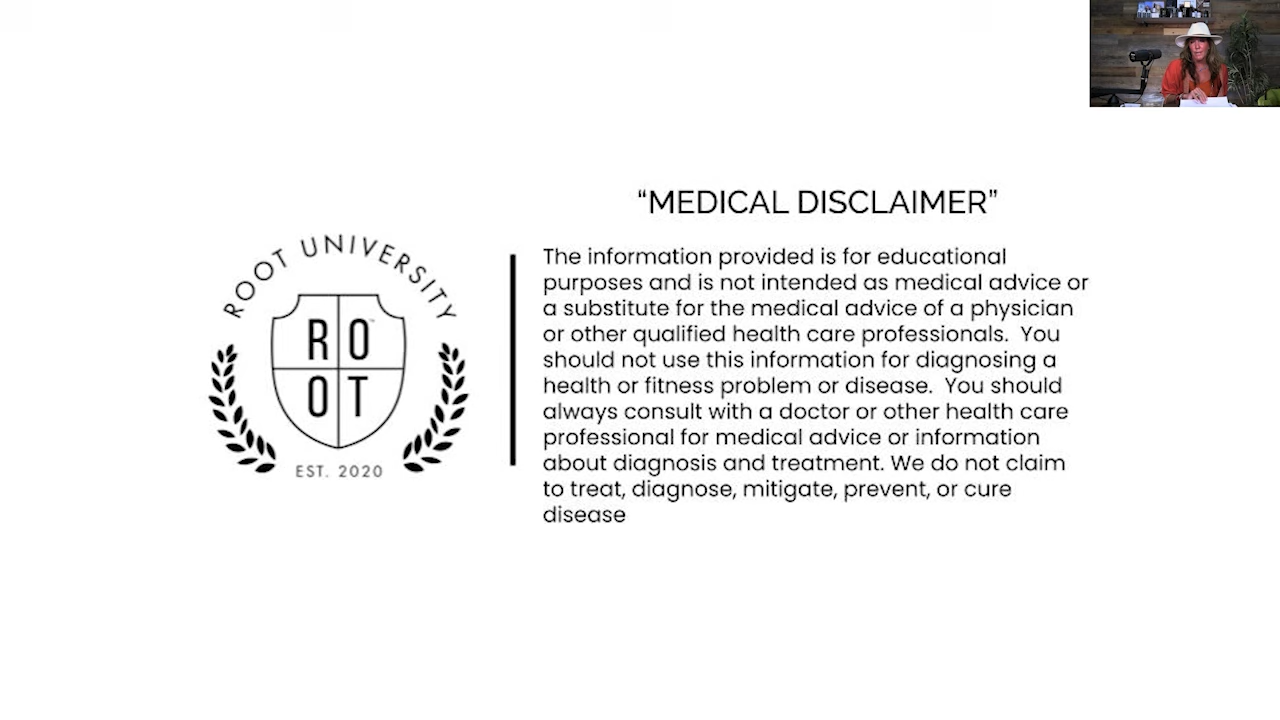 “MEDICAL DISCLAIMER”
ROOT UNIVERSITY
RO™
OT
EST. 2020
The information provided is for educational
purposes and is not intended as medical advice or
a substitute for the medical advice of a physician
or other qualified health care professionals.  You
should not use this information for diagnosing a
health or fitness problem or disease.  You should
always consult with a doctor or other health care
professional for medical advice or information
about diagnosis and treatment. We do not claim
to treat, diagnose, mitigate, prevent, or cure
disease